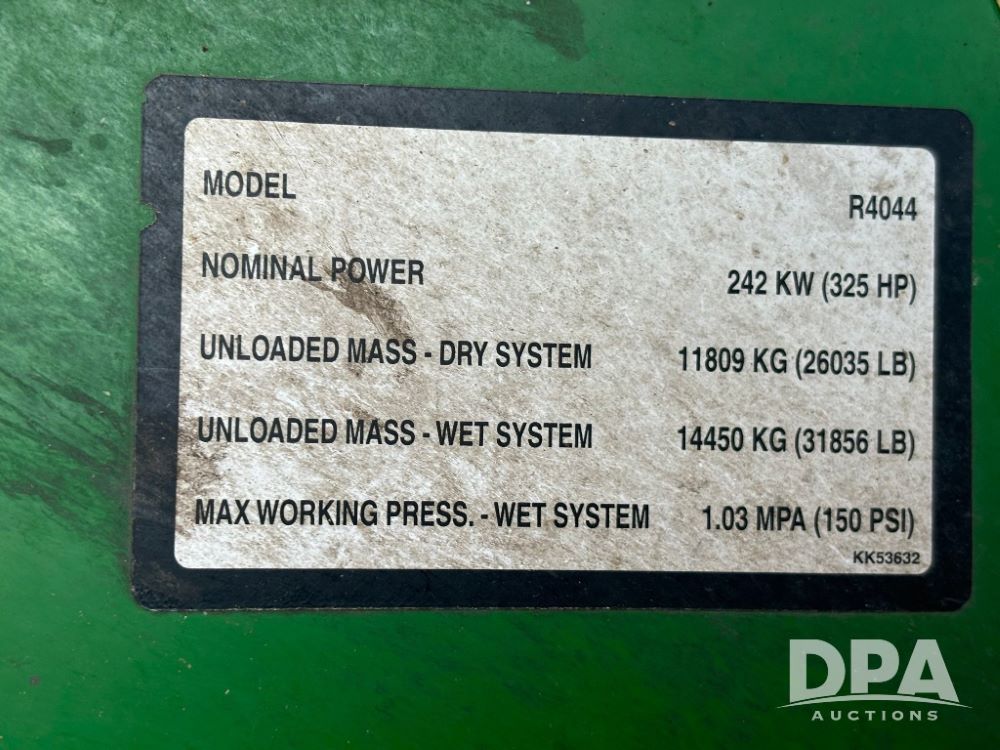 MODEL R4044
NOMINAL POWER 242 KW (325 HP)
UNLOADED MASS - DRY SYSTEM 11809 KG (26035 LB)
UNLOADED MASS - WET SYSTEM 14450 KG (31856 LB)
MAX WORKING PRESS. - WET SYSTEM 1.03 MPA (150 PSI)
KK53632
DPA
AUCTIONS